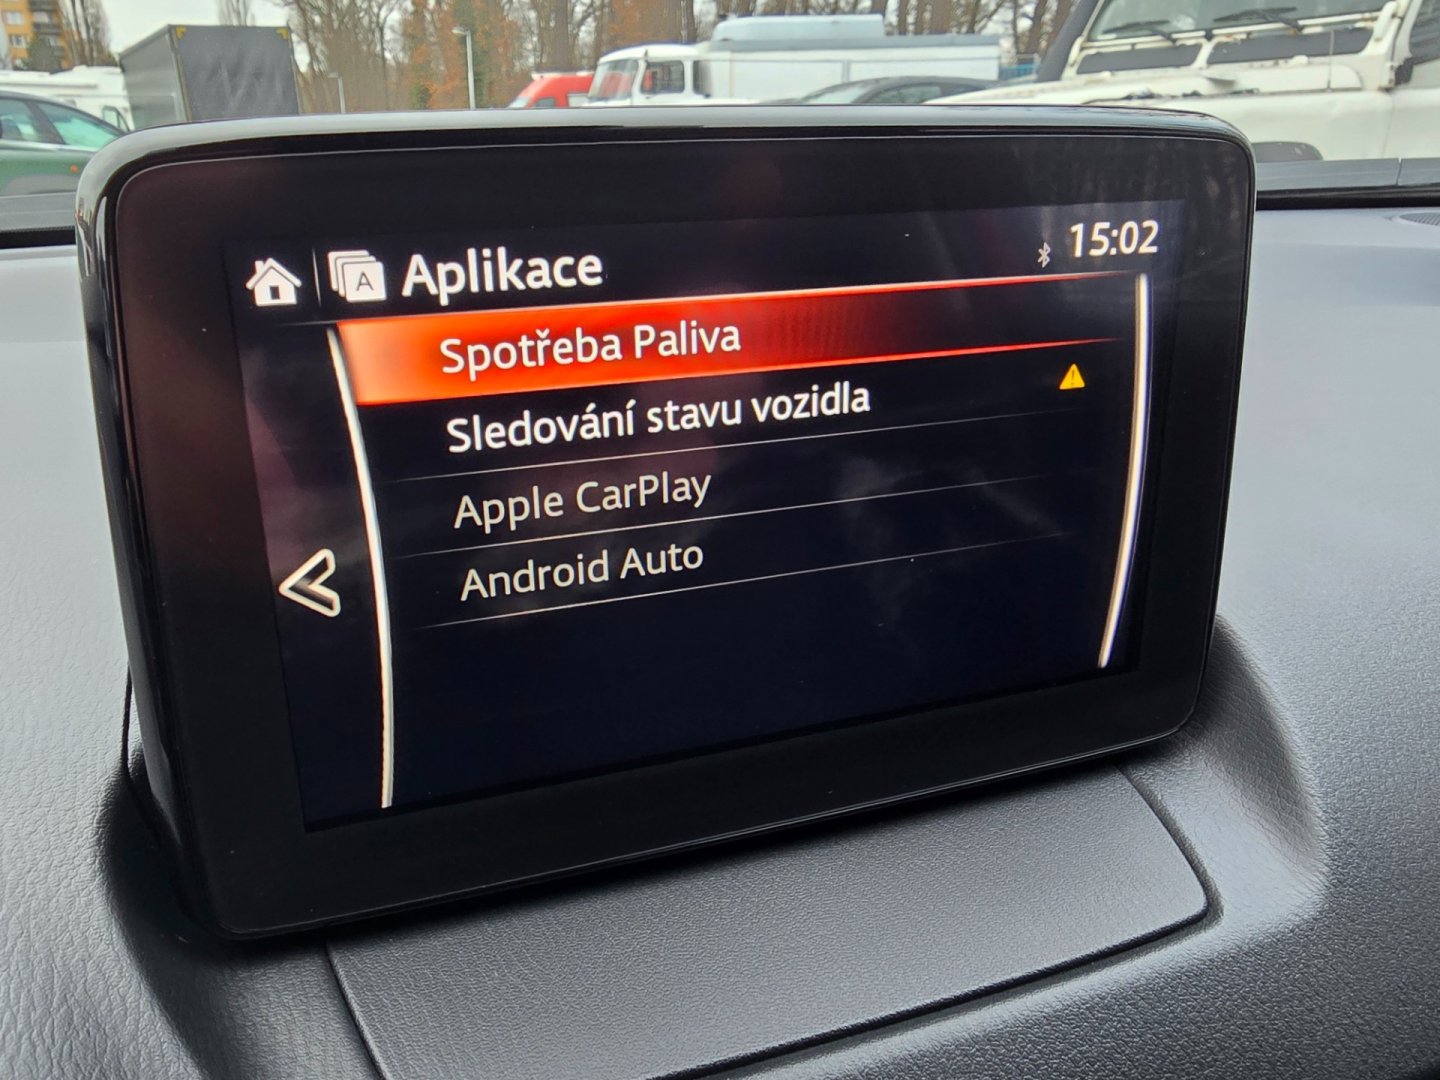 Aplikace
15:02
Spotřeba Paliva
Sledování stavu vozidla
Apple CarPlay
Android Auto